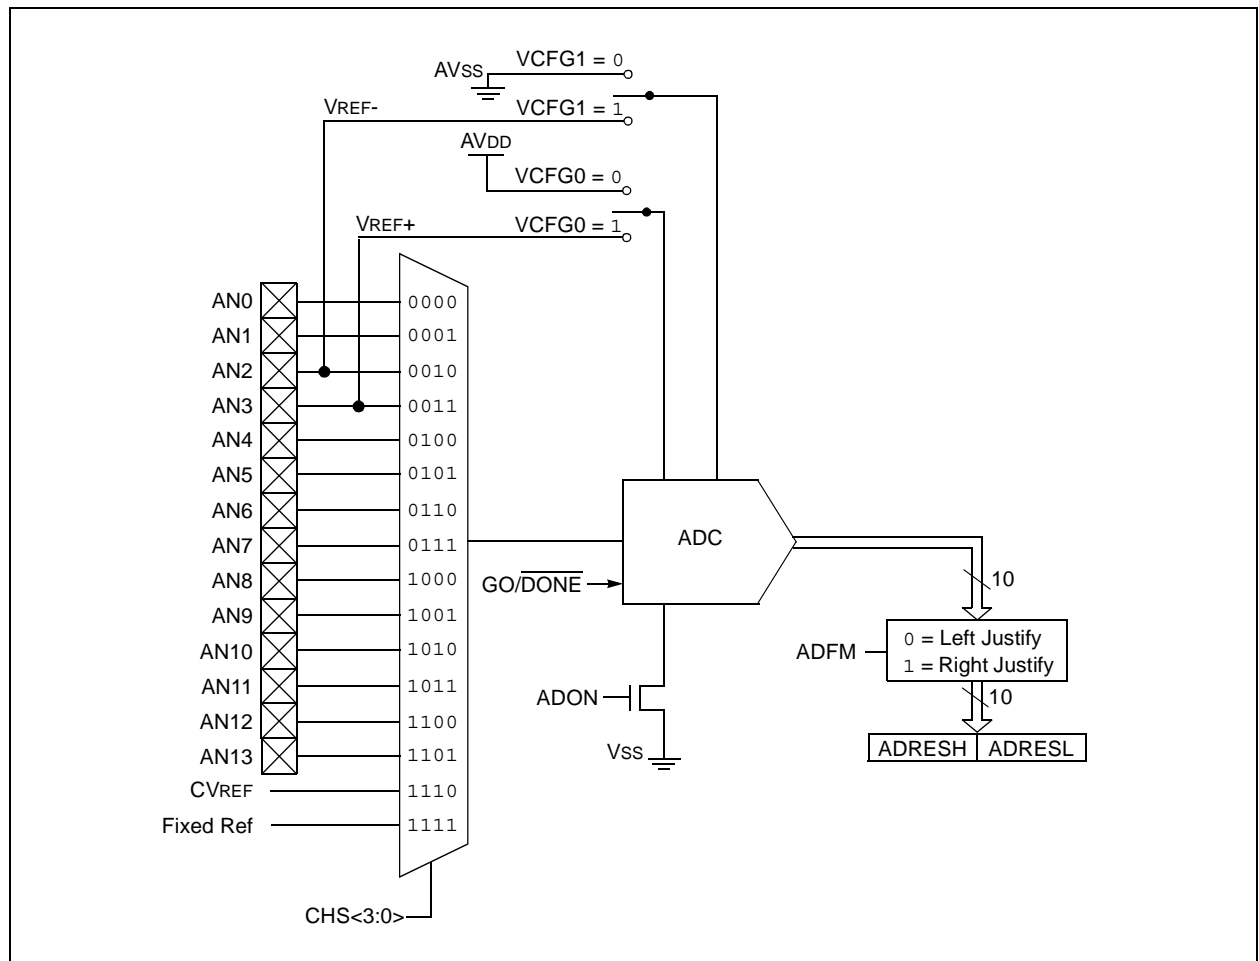 AVSS
VCFG1 = 0
VREF-
VCFG1 = 1
AVDD
VCFG0 = 0
VREF+
VCFG0 = 1
AN0
0000
AN1
0001
AN2
0010
AN3
0011
AN4
0100
AN5
0101
AN6
0110
AN7
0111
AN8
1000
AN9
1001
AN10
1010
AN11
1011
AN12
1100
AN13
1101
CVREF
1110
Fixed Ref
1111
CHS<3:0>
ADC
GO/DONE
ADON
VSS
10
ADFM
0 = Left Justify
1 = Right Justify
10
ADRESH
ADRESL